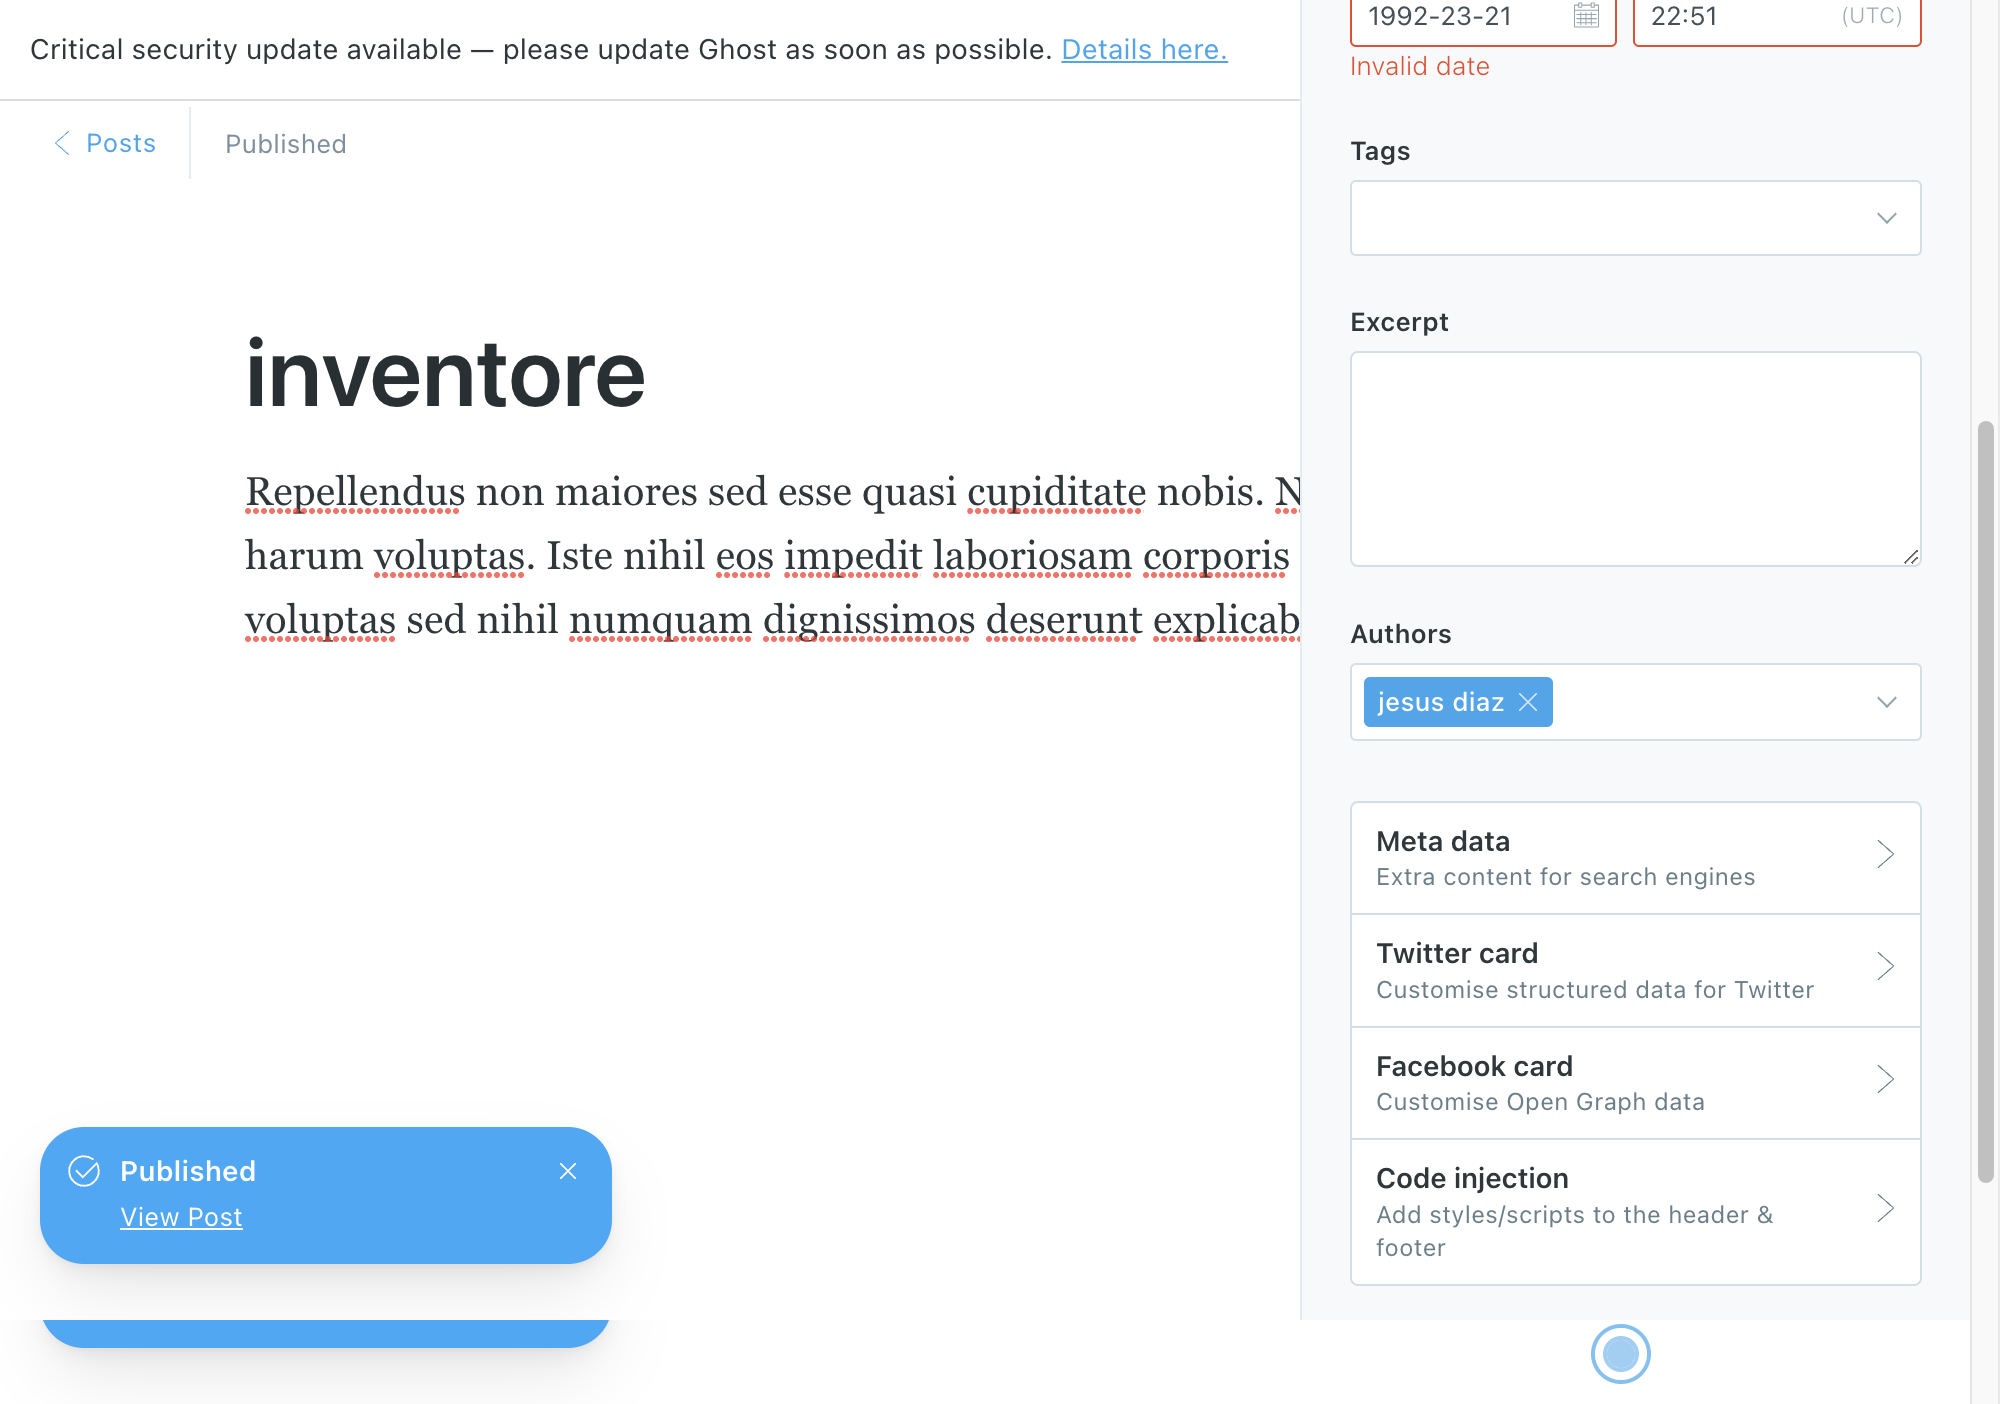 Critical security update available — please update Ghost as soon as possible. Details here.
Posts
Published
inventore
Repellendus non maiores sed esse quasi cupiditate nobis. N
harum voluptas. Iste nihil eos impedit laboriosam corporis
voluptas sed nihil numquam dignissimos deserunt explicab
Published
View Post
1992-23-21
22:51 (UTC)
Invalid date
Tags
Excerpt
Authors
jesus diaz
Meta data
Extra content for search engines
Twitter card
Customise structured data for Twitter
Facebook card
Customise Open Graph data
Code injection
Add styles/scripts to the header &
footer